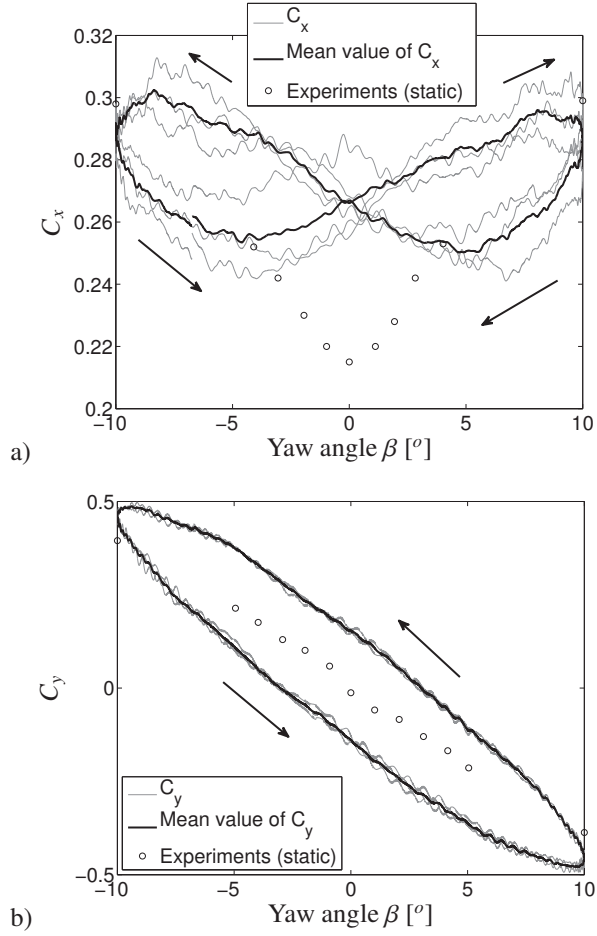 0.32
0.3
0.28
0.26
0.24
0.22
0.2
C_x
C_x
Mean value of C_x
Experiments (static)
−10
−5
0
5
10
Yaw angle β [°]
a)
0.5
0
−0.5
C_y
C_y
Mean value of C_y
Experiments (static)
−10
−5
0
5
10
Yaw angle β [°]
b)